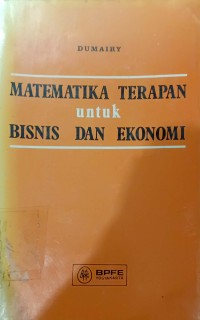 DUMAIRY
MATEMATIKA TERAPAN
untuk
BISNIS DAN EKONOMI
BPFE
YOGYAKARTA